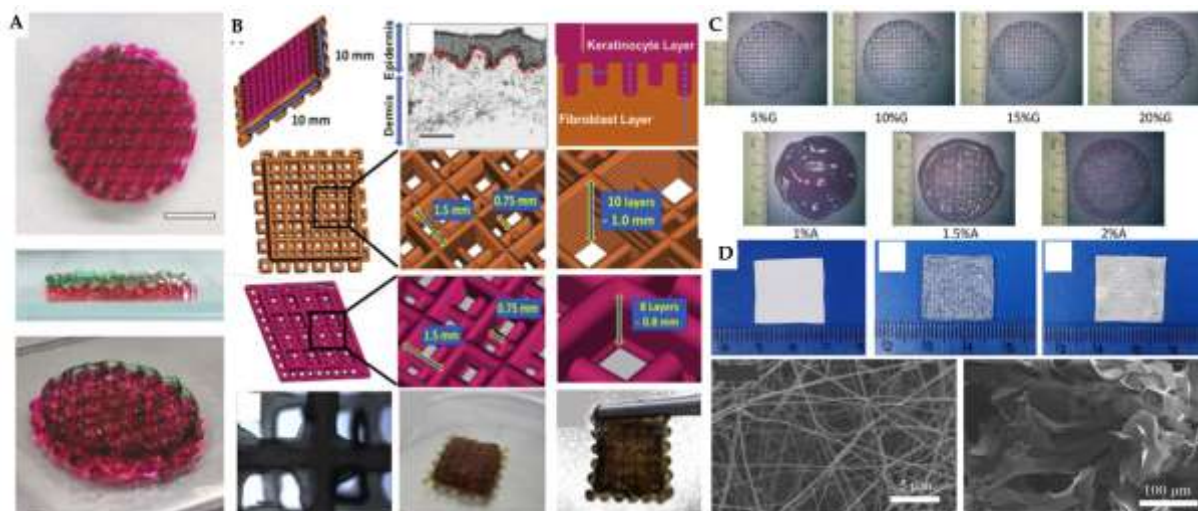 A
B
C
D
10 mm
10 mm
Epidermis
Dermis
Keratinocyte Layer
Fibroblast Layer
1.5 mm
0.75 mm
10 layers
- 1.0 mm
1.5 mm
0.75 mm
8 Layers
- 0.8 mm
5%G
10%G
15%G
20%G
1%A
1.5%A
2%A
5 μm
100 μm